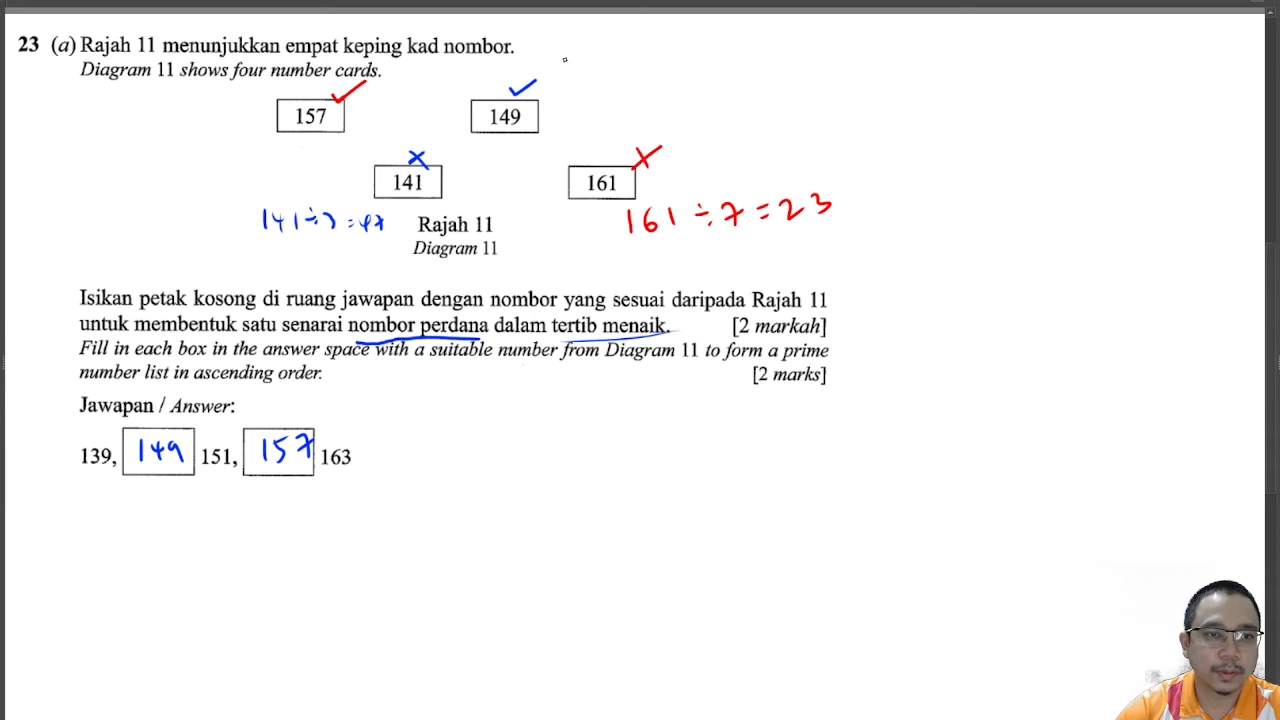 23 (a) Rajah 11 menunjukkan empat keping kad nombor.
Diagram 11 shows four number cards.
157 149
141 161
141 ÷ 3 = 47
161 ÷ 7 = 23
Rajah 11
Diagram 11
Isikan petak kosong di ruang jawapan dengan nombor yang sesuai daripada Rajah 11
untuk membentuk satu senarai nombor perdana dalam tertib menaik. [2 markah]
Fill in each box in the answer space with a suitable number from Diagram 11 to form a prime
number list in ascending order. [2 marks]
Jawapan / Answer:
139, 149 151, 157 163